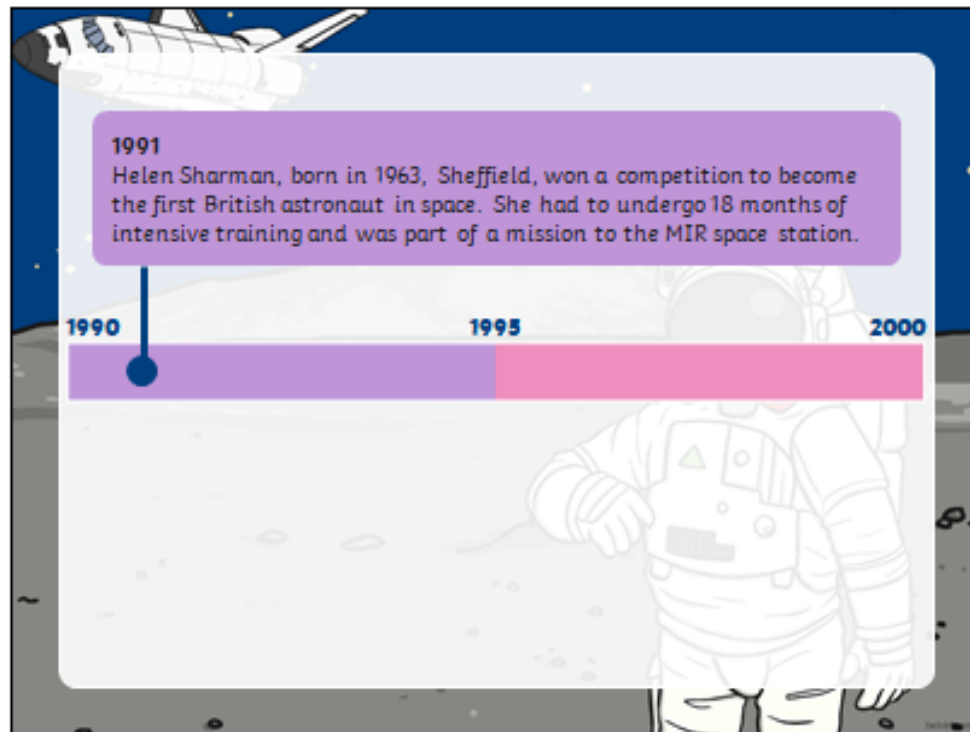 1991
Helen Sharman, born in 1963, Sheffield, won a competition to become
the first British astronaut in space. She had to undergo 18 months of
intensive training and was part of a mission to the MIR space station.
1990 1995 2000